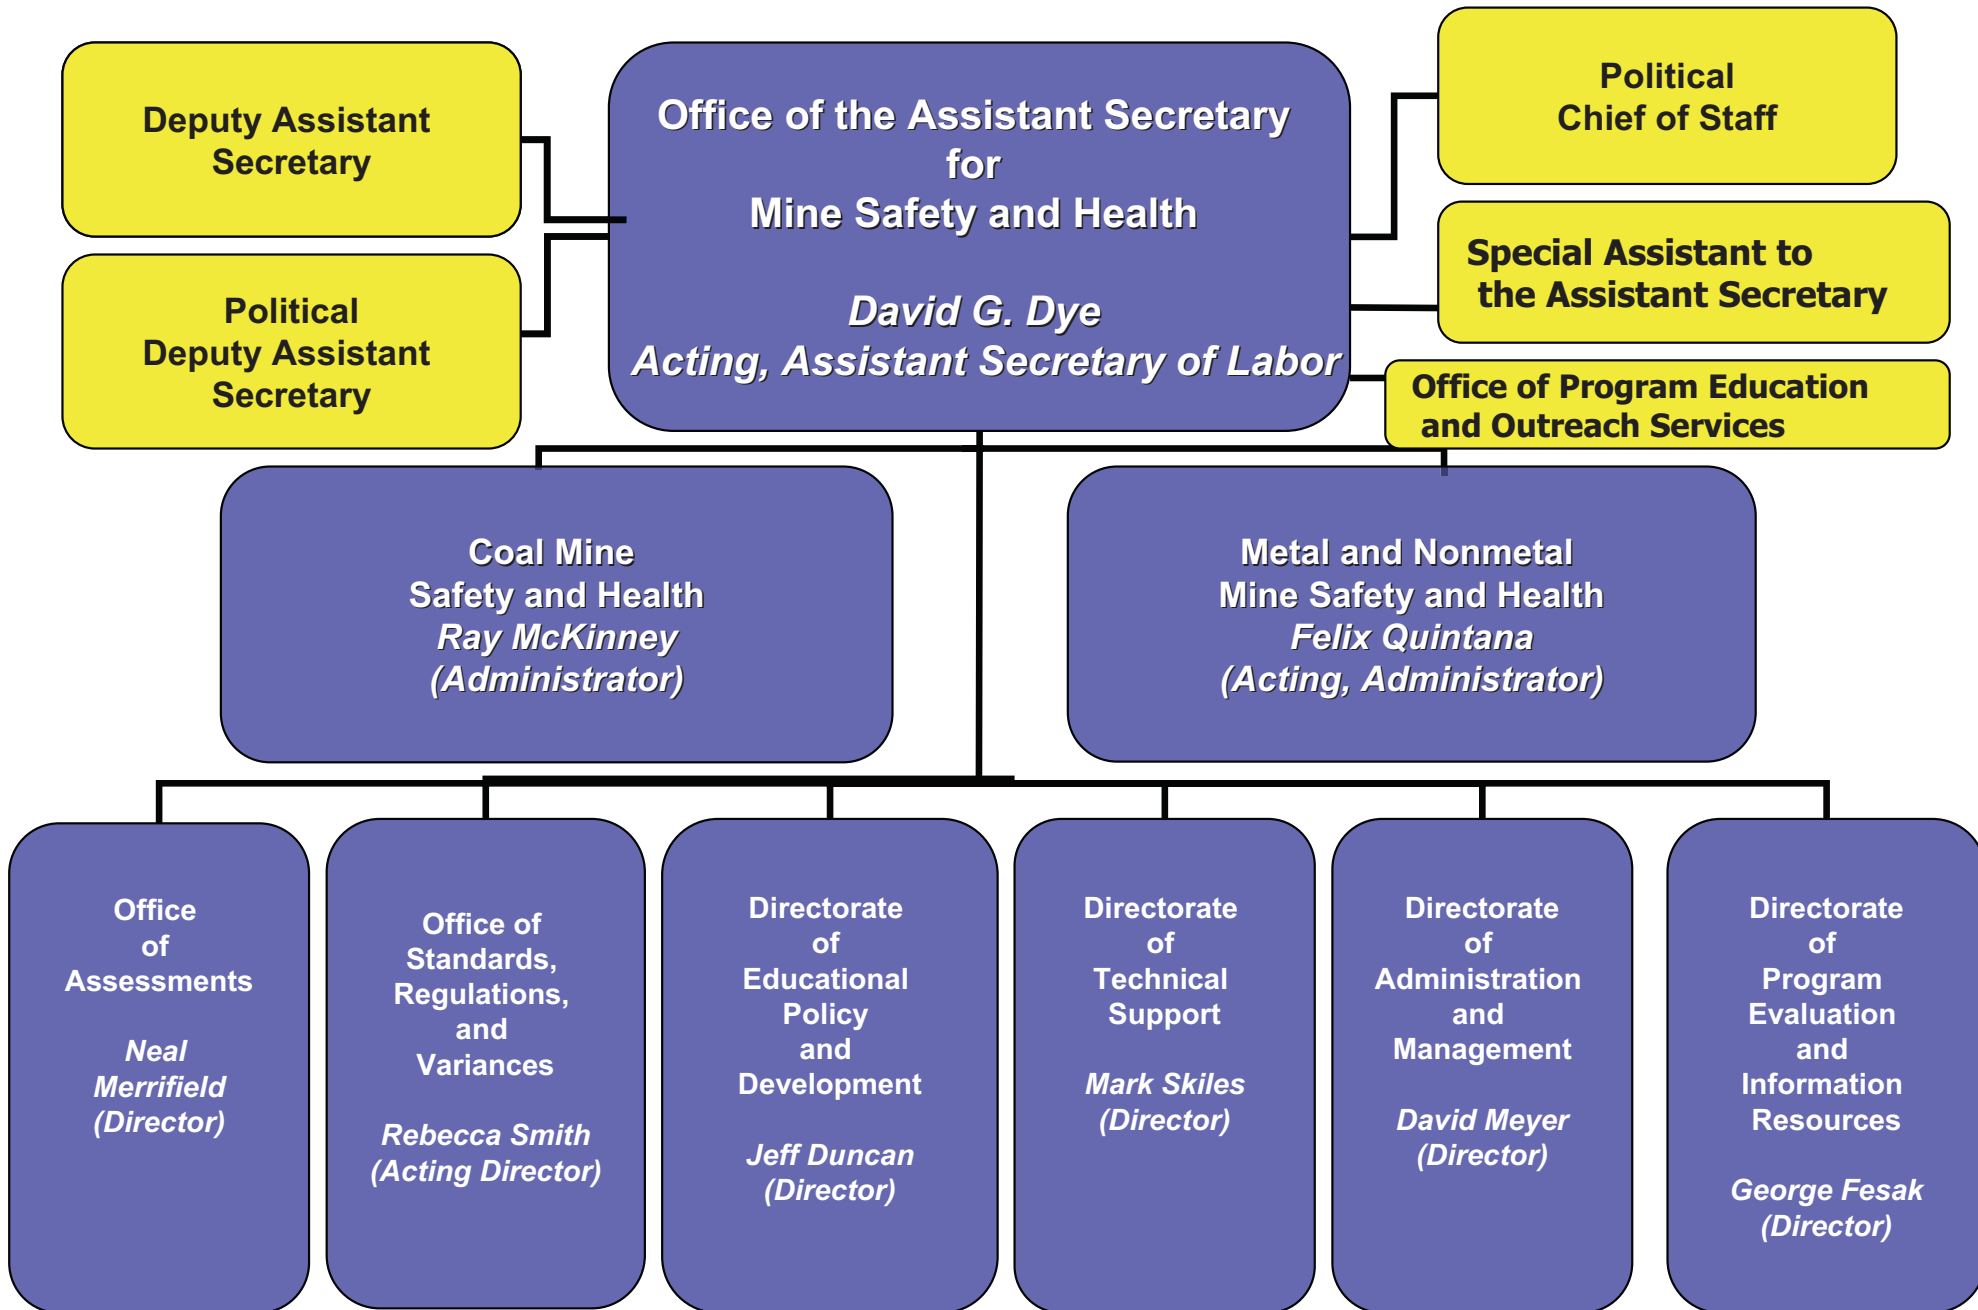 Deputy Assistant
Secretary
Political
Deputy Assistant
Secretary
Office of the Assistant Secretary
for
Mine Safety and Health
David G. Dye
Acting, Assistant Secretary of Labor
Political
Chief of Staff
Special Assistant to
the Assistant Secretary
Office of Program Education
and Outreach Services
Coal Mine
Safety and Health
Ray McKinney
(Administrator)
Metal and Nonmetal
Mine Safety and Health
Felix Quintana
(Acting, Administrator)
Office
of
Assessments
Neal
Merrifield
(Director)
Office of
Standards,
Regulations,
and
Variances
Rebecca Smith
(Acting Director)
Directorate
of
Educational
Policy
and
Development
Jeff Duncan
(Director)
Directorate
of
Technical
Support
Mark Skiles
(Director)
Directorate
of
Administration
and
Management
David Meyer
(Director)
Directorate
of
Program
Evaluation
and
Information
Resources
George Fesak
(Director)